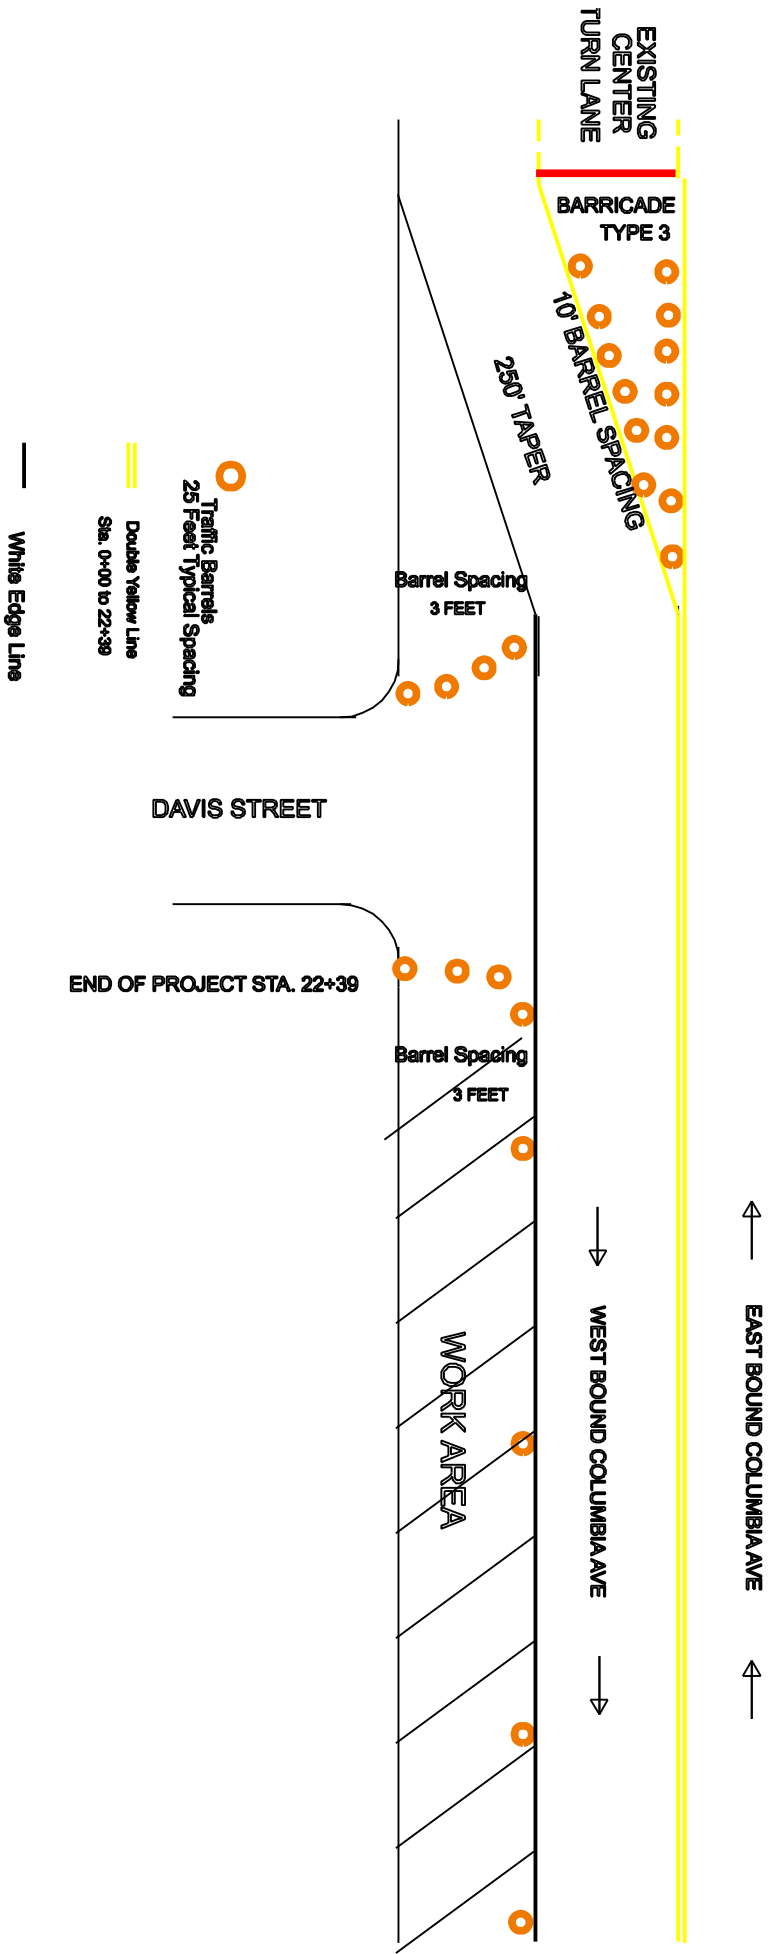 EXISTING
CENTER
TURN LANE
BARRICADE
TYPE 3
10' BARREL SPACING
250' TAPER
Barrel Spacing
3 FEET
Traffic Barrels
25 Feet Typical Spacing
Double Yellow Line
Sta. 0+00 to 22+39
White Edge Line
DAVIS STREET
END OF PROJECT STA. 22+39
Barrel Spacing
3 FEET
WORK AREA
WEST BOUND COLUMBIA AVE
EAST BOUND COLUMBIA AVE